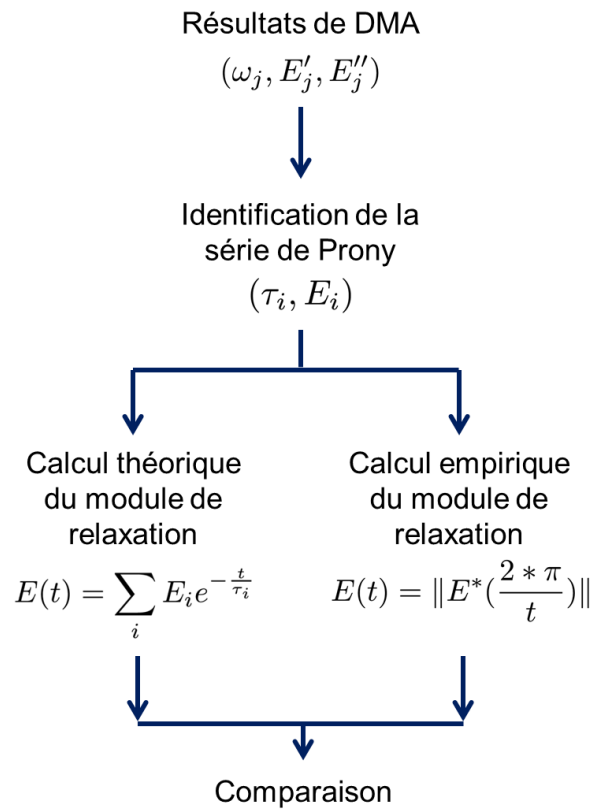 Résultats de DMA
(ω_j, E'_j, E''_j)
Identification de la
série de Prony
(τ_i, E_i)
Calcul théorique
du module de
relaxation
E(t) = ∑_i E_i e^{-t/τ_i}
Calcul empirique
du module de
relaxation
E(t) = ‖E*(\frac{2 * π}{t})‖
Comparaison